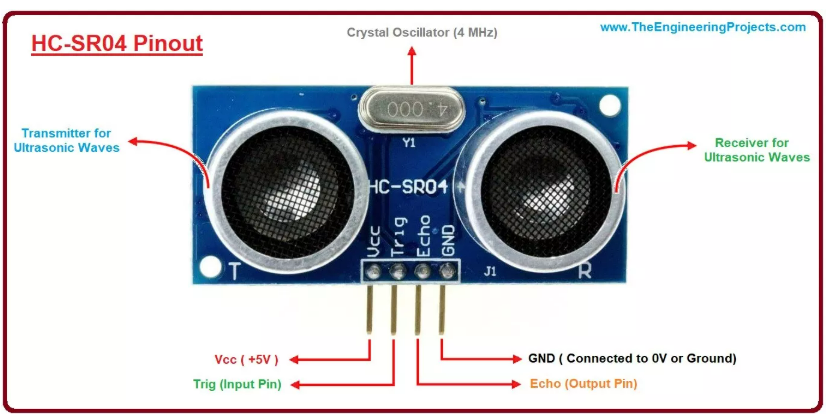 HC-SR04 Pinout
Crystal Oscillator (4 MHz)
www.TheEngineeringProjects.com
4.000
Y1
Transmitter for
Ultrasonic Waves
Receiver for
Ultrasonic Waves
HC-SR04
Vcc
Trig
Echo
GND
T
J1
R
Vcc ( +5V )
GND ( Connected to 0V or Ground)
Trig (Input Pin)
Echo (Output Pin)